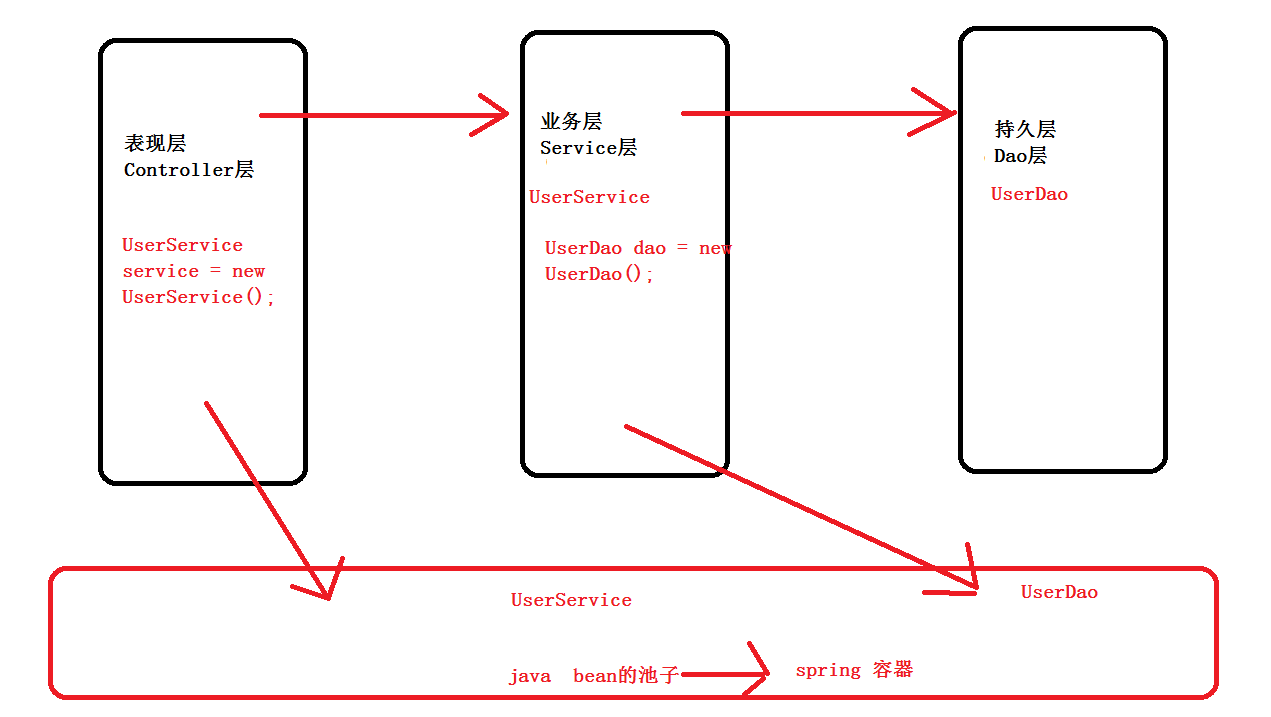 表现层
Controller层
UserService
service = new
UserService();
业务层
Service层
UserService
UserDao dao = new
UserDao();
持久层
Dao层
UserDao
UserService
UserDao
java bean的池子
spring 容器